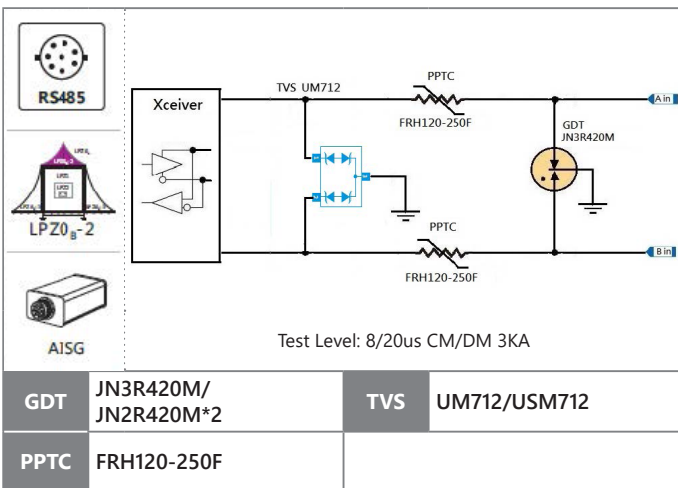 RS485
LPZ0B-2
AISG
Xceiver
TVS UM712
PPTC
FRH120-250F
A in
GDT
JN3R420M
PPTC
FRH120-250F
B in
Test Level: 8/20us CM/DM 3KA
GDT
JN3R420M/
JN2R420M*2
TVS
UM712/USM712
PPTC
FRH120-250F